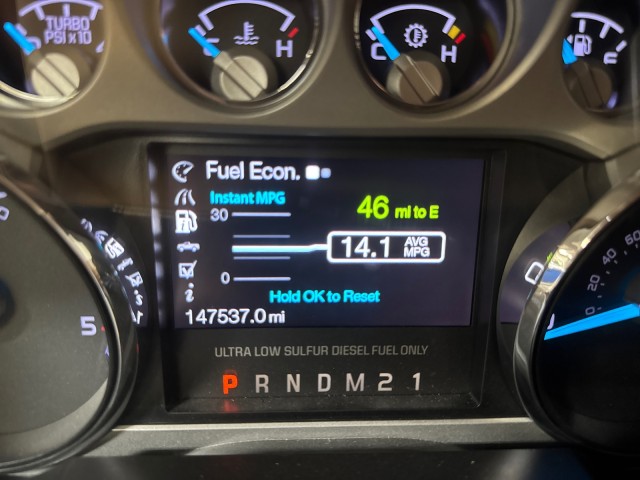 TURBO
PSI x 10
H
C
H
Fuel Econ.
Instant MPG
30
46 mi to E
14.1 AVG MPG
0
Hold OK to Reset
147537.0 mi
5
0
20
40
60
ULTRA LOW SULFUR DIESEL FUEL ONLY
P R N D M 2 1